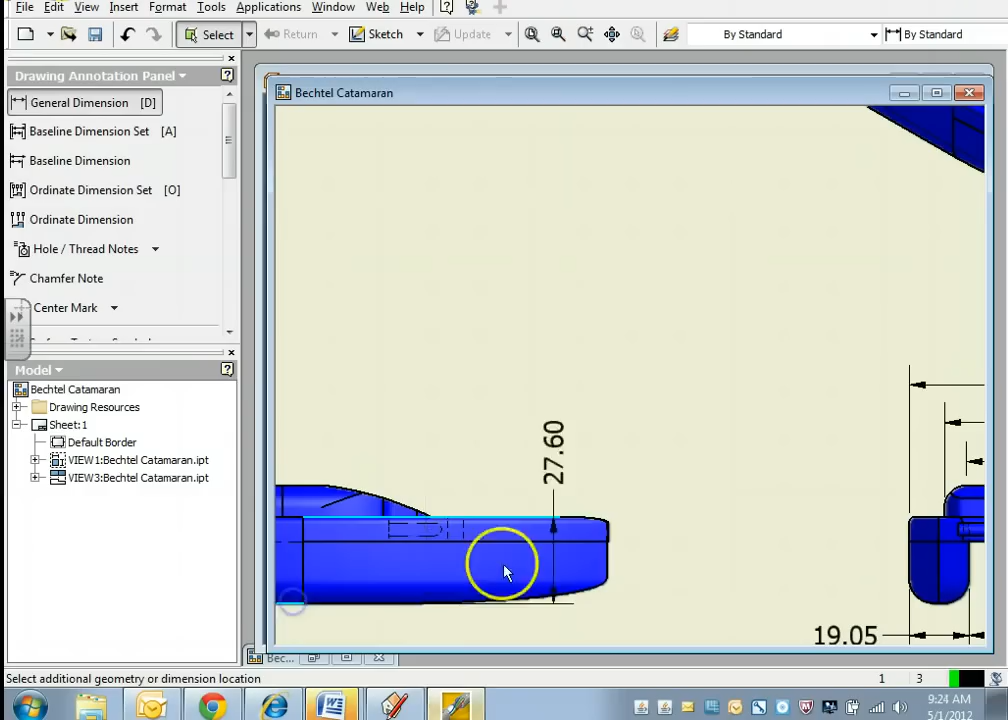 File Edit View Insert Format Tools Applications Window Web Help
Select Return Sketch Update By Standard By Standard
Drawing Annotation Panel
General Dimension [D]
Baseline Dimension Set [A]
Baseline Dimension
Ordinate Dimension Set [O]
Ordinate Dimension
Hole / Thread Notes
Chamfer Note
Center Mark
Model
Bechtel Catamaran
Drawing Resources
Sheet:1
Default Border
VIEW1:Bechtel Catamaran.ipt
VIEW3:Bechtel Catamaran.ipt
Bechtel Catamaran
27.60
19.05
Bec...
Select additional geometry or dimension location
1 3
9:24 AM
5/1/2012